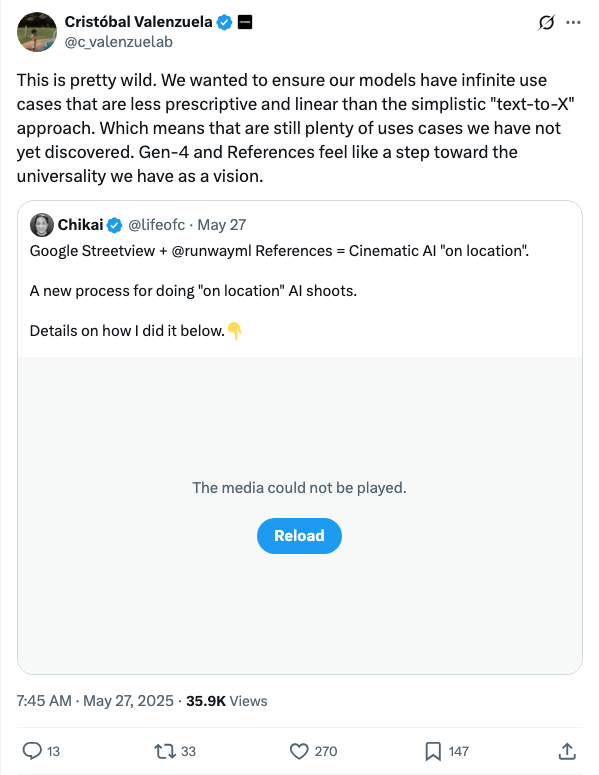 Cristóbal Valenzuela
@c_valenzuelab
This is pretty wild. We wanted to ensure our models have infinite use
cases that are less prescriptive and linear than the simplistic "text-to-X"
approach. Which means that are still plenty of uses cases we have not
yet discovered. Gen-4 and References feel like a step toward the
universality we have as a vision.
Chikai @lifeofc · May 27
Google Streetview + @runwayml References = Cinematic AI "on location".
A new process for doing "on location" AI shoots.
Details on how I did it below.👇
The media could not be played.
Reload
7:45 AM · May 27, 2025 · 35.9K Views
13 33 270 147